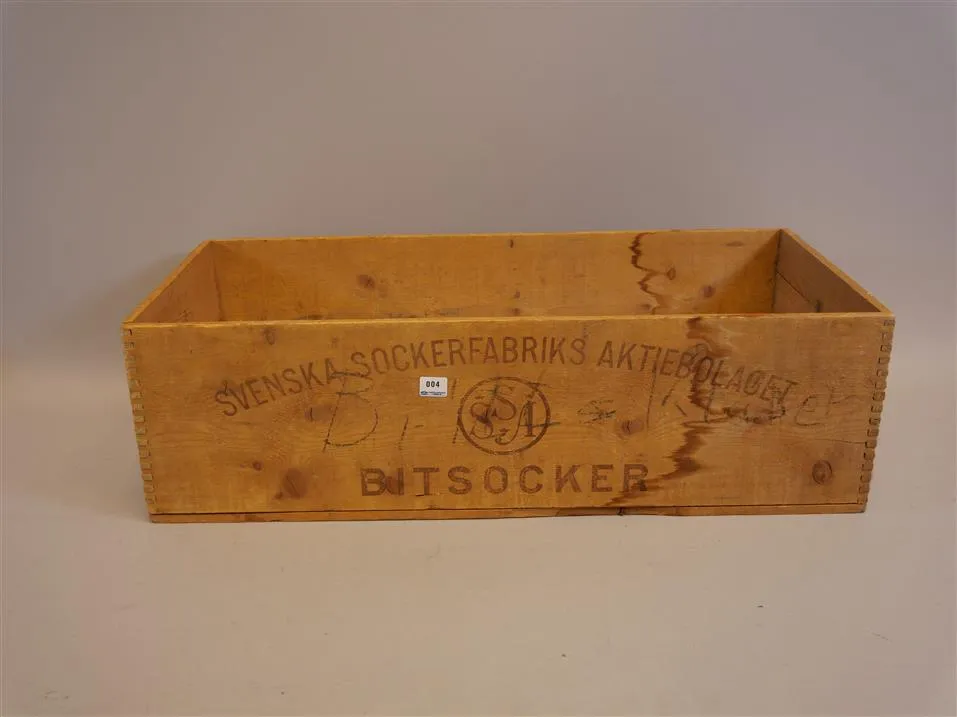 SVENSKA SOCKERFABRIKS AKTIEBOLAGET
004
SSA
BITSOCKER